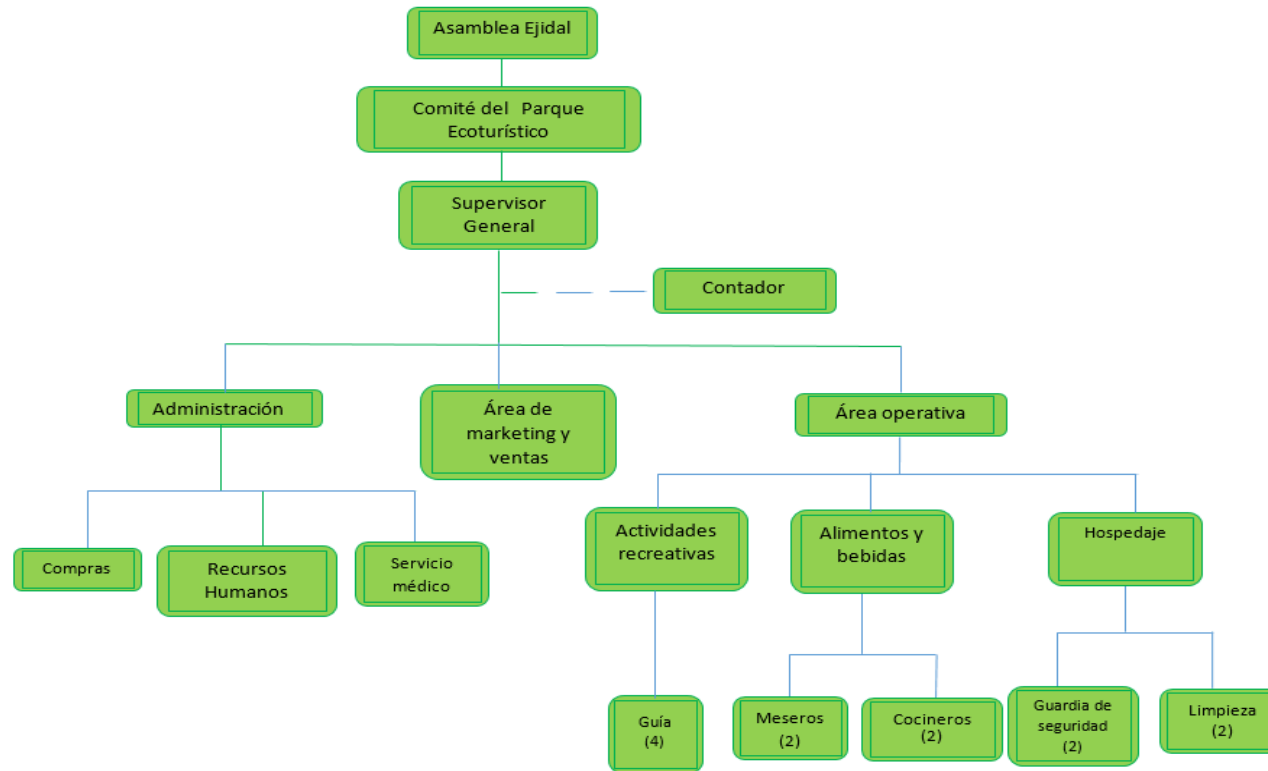 Asamblea Ejidal
Comité del Parque
Ecoturístico
Supervisor
General
Contador
Administración
Área de
marketing y
ventas
Área operativa
Compras
Recursos
Humanos
Servicio
médico
Actividades
recreativas
Alimentos y
bebidas
Hospedaje
Guía
(4)
Meseros
(2)
Cocineros
(2)
Guardia de
seguridad
(2)
Limpieza
(2)